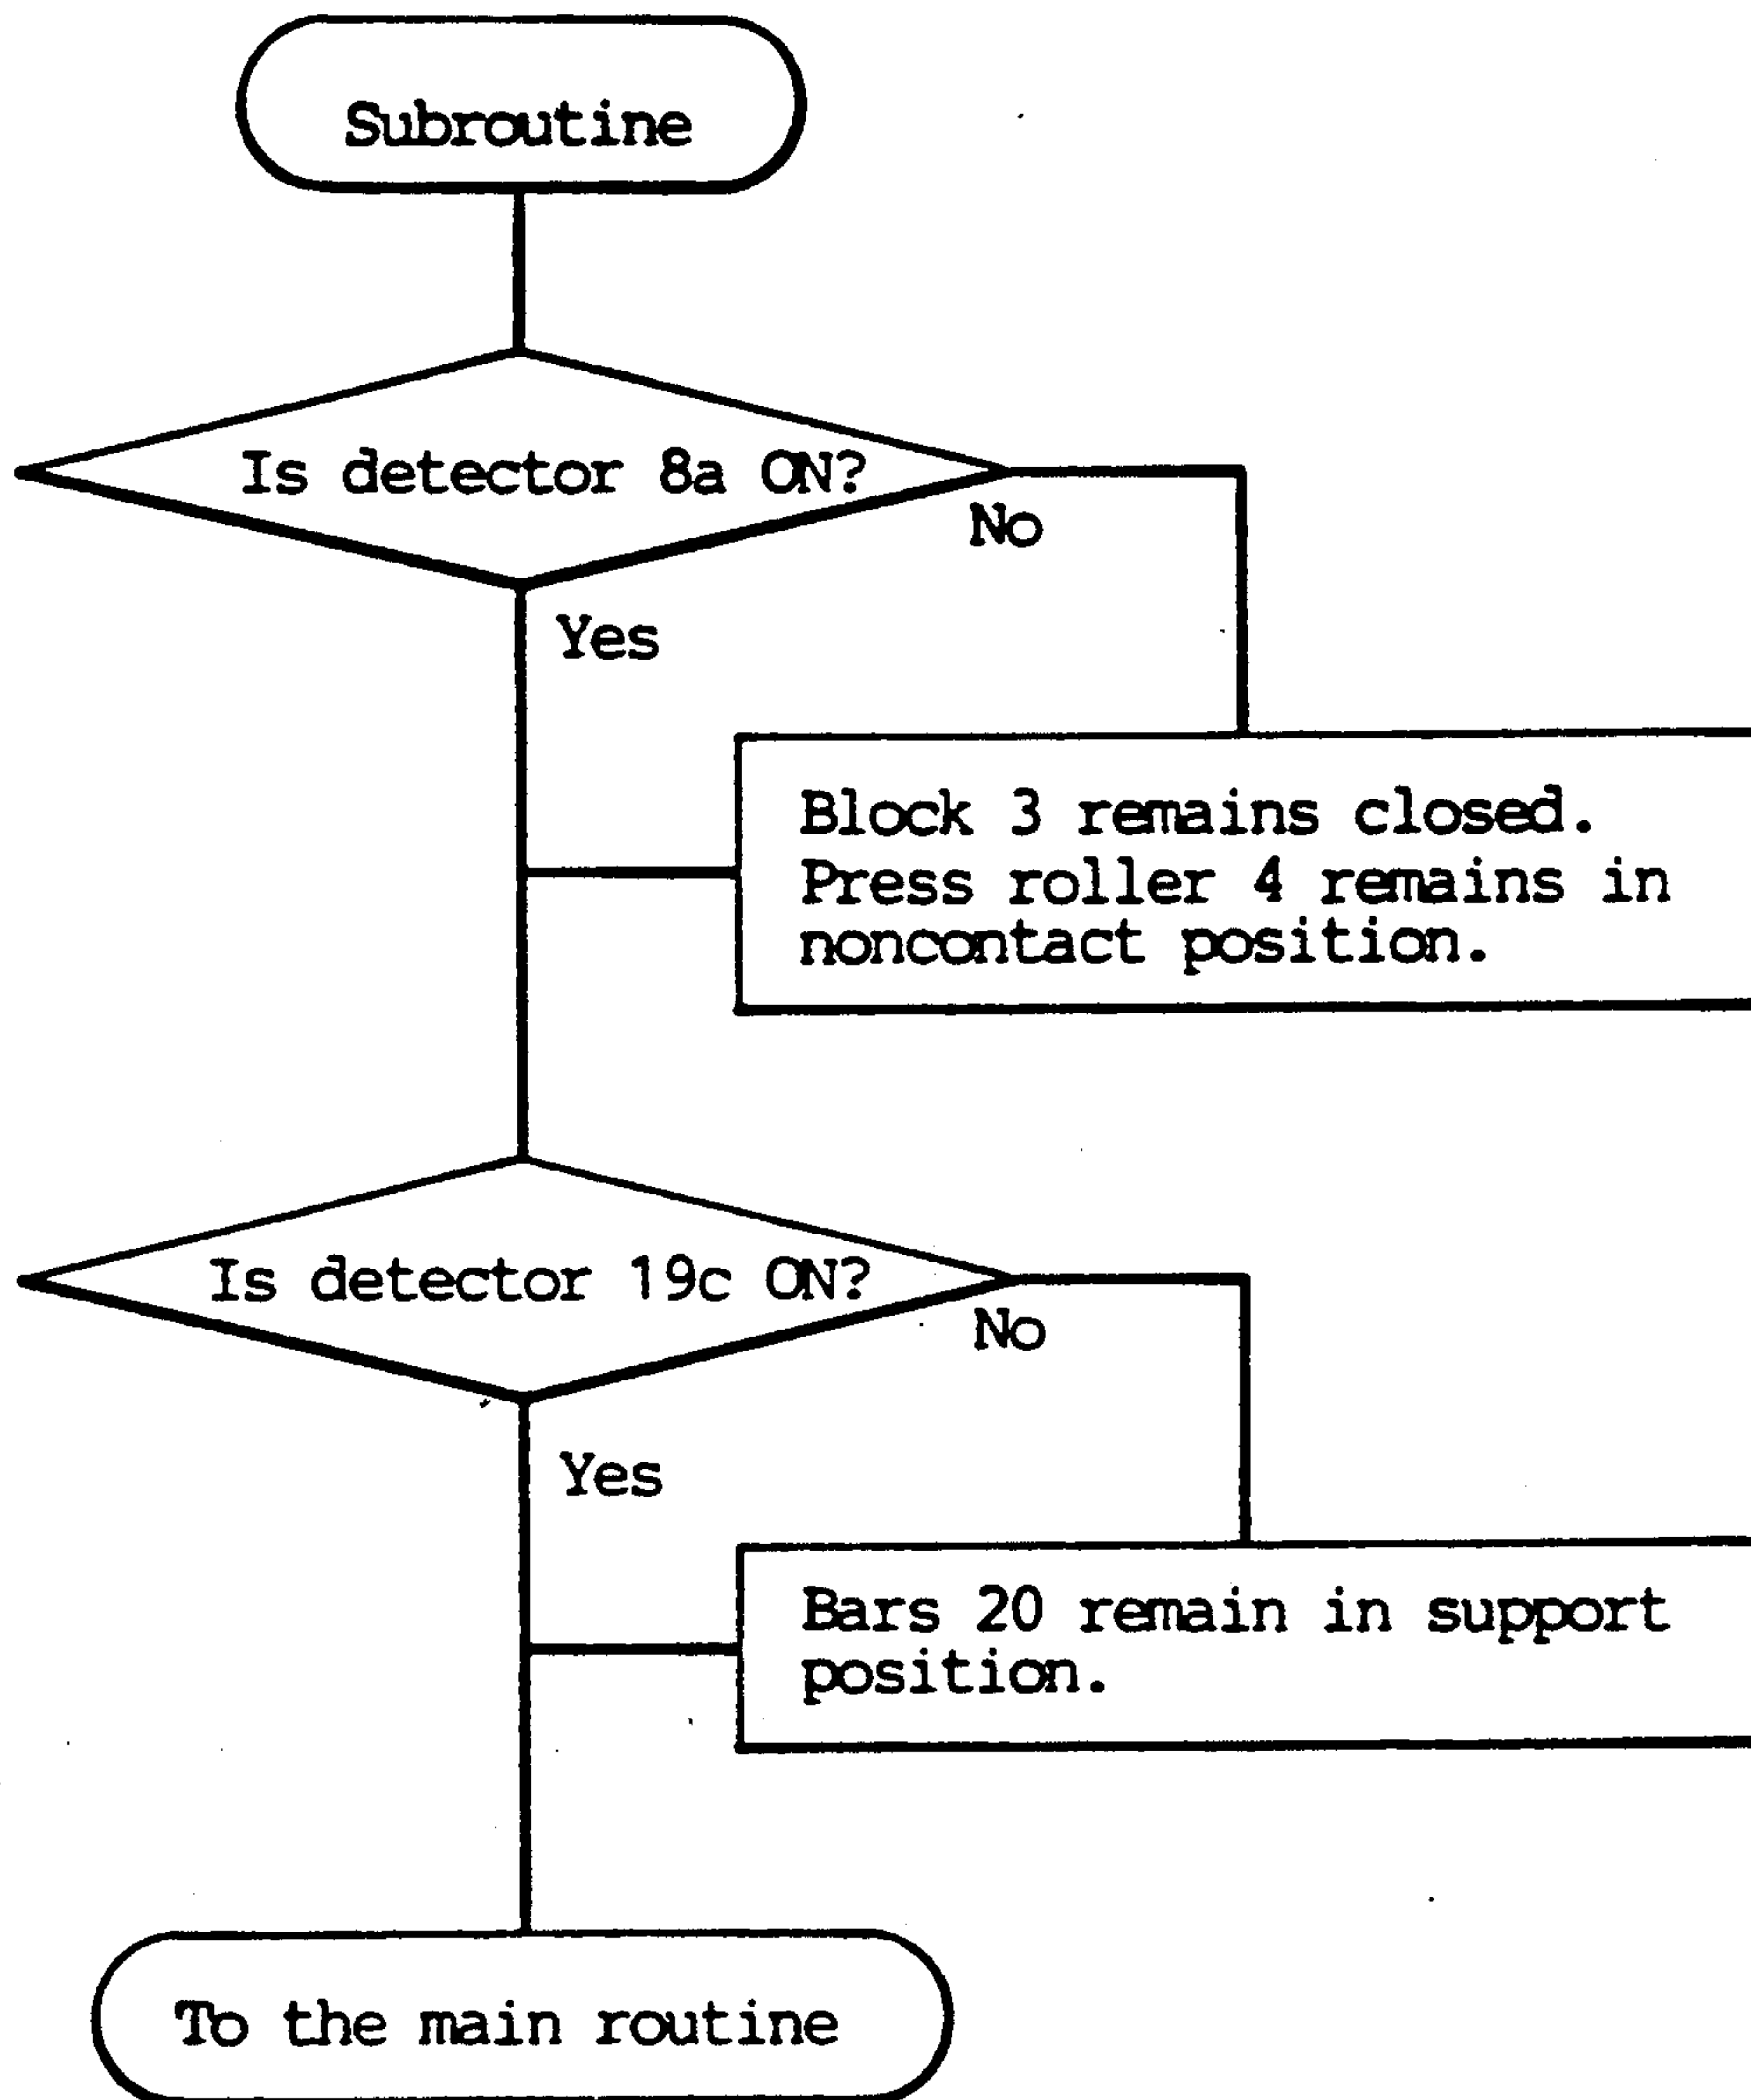 Subroutine
Is detector 8a ON?
No
Yes
Block 3 remains closed.
Press roller 4 remains in
noncontact position.
Is detector 19c ON?
No
Yes
Bars 20 remain in support
position.
To the main routine